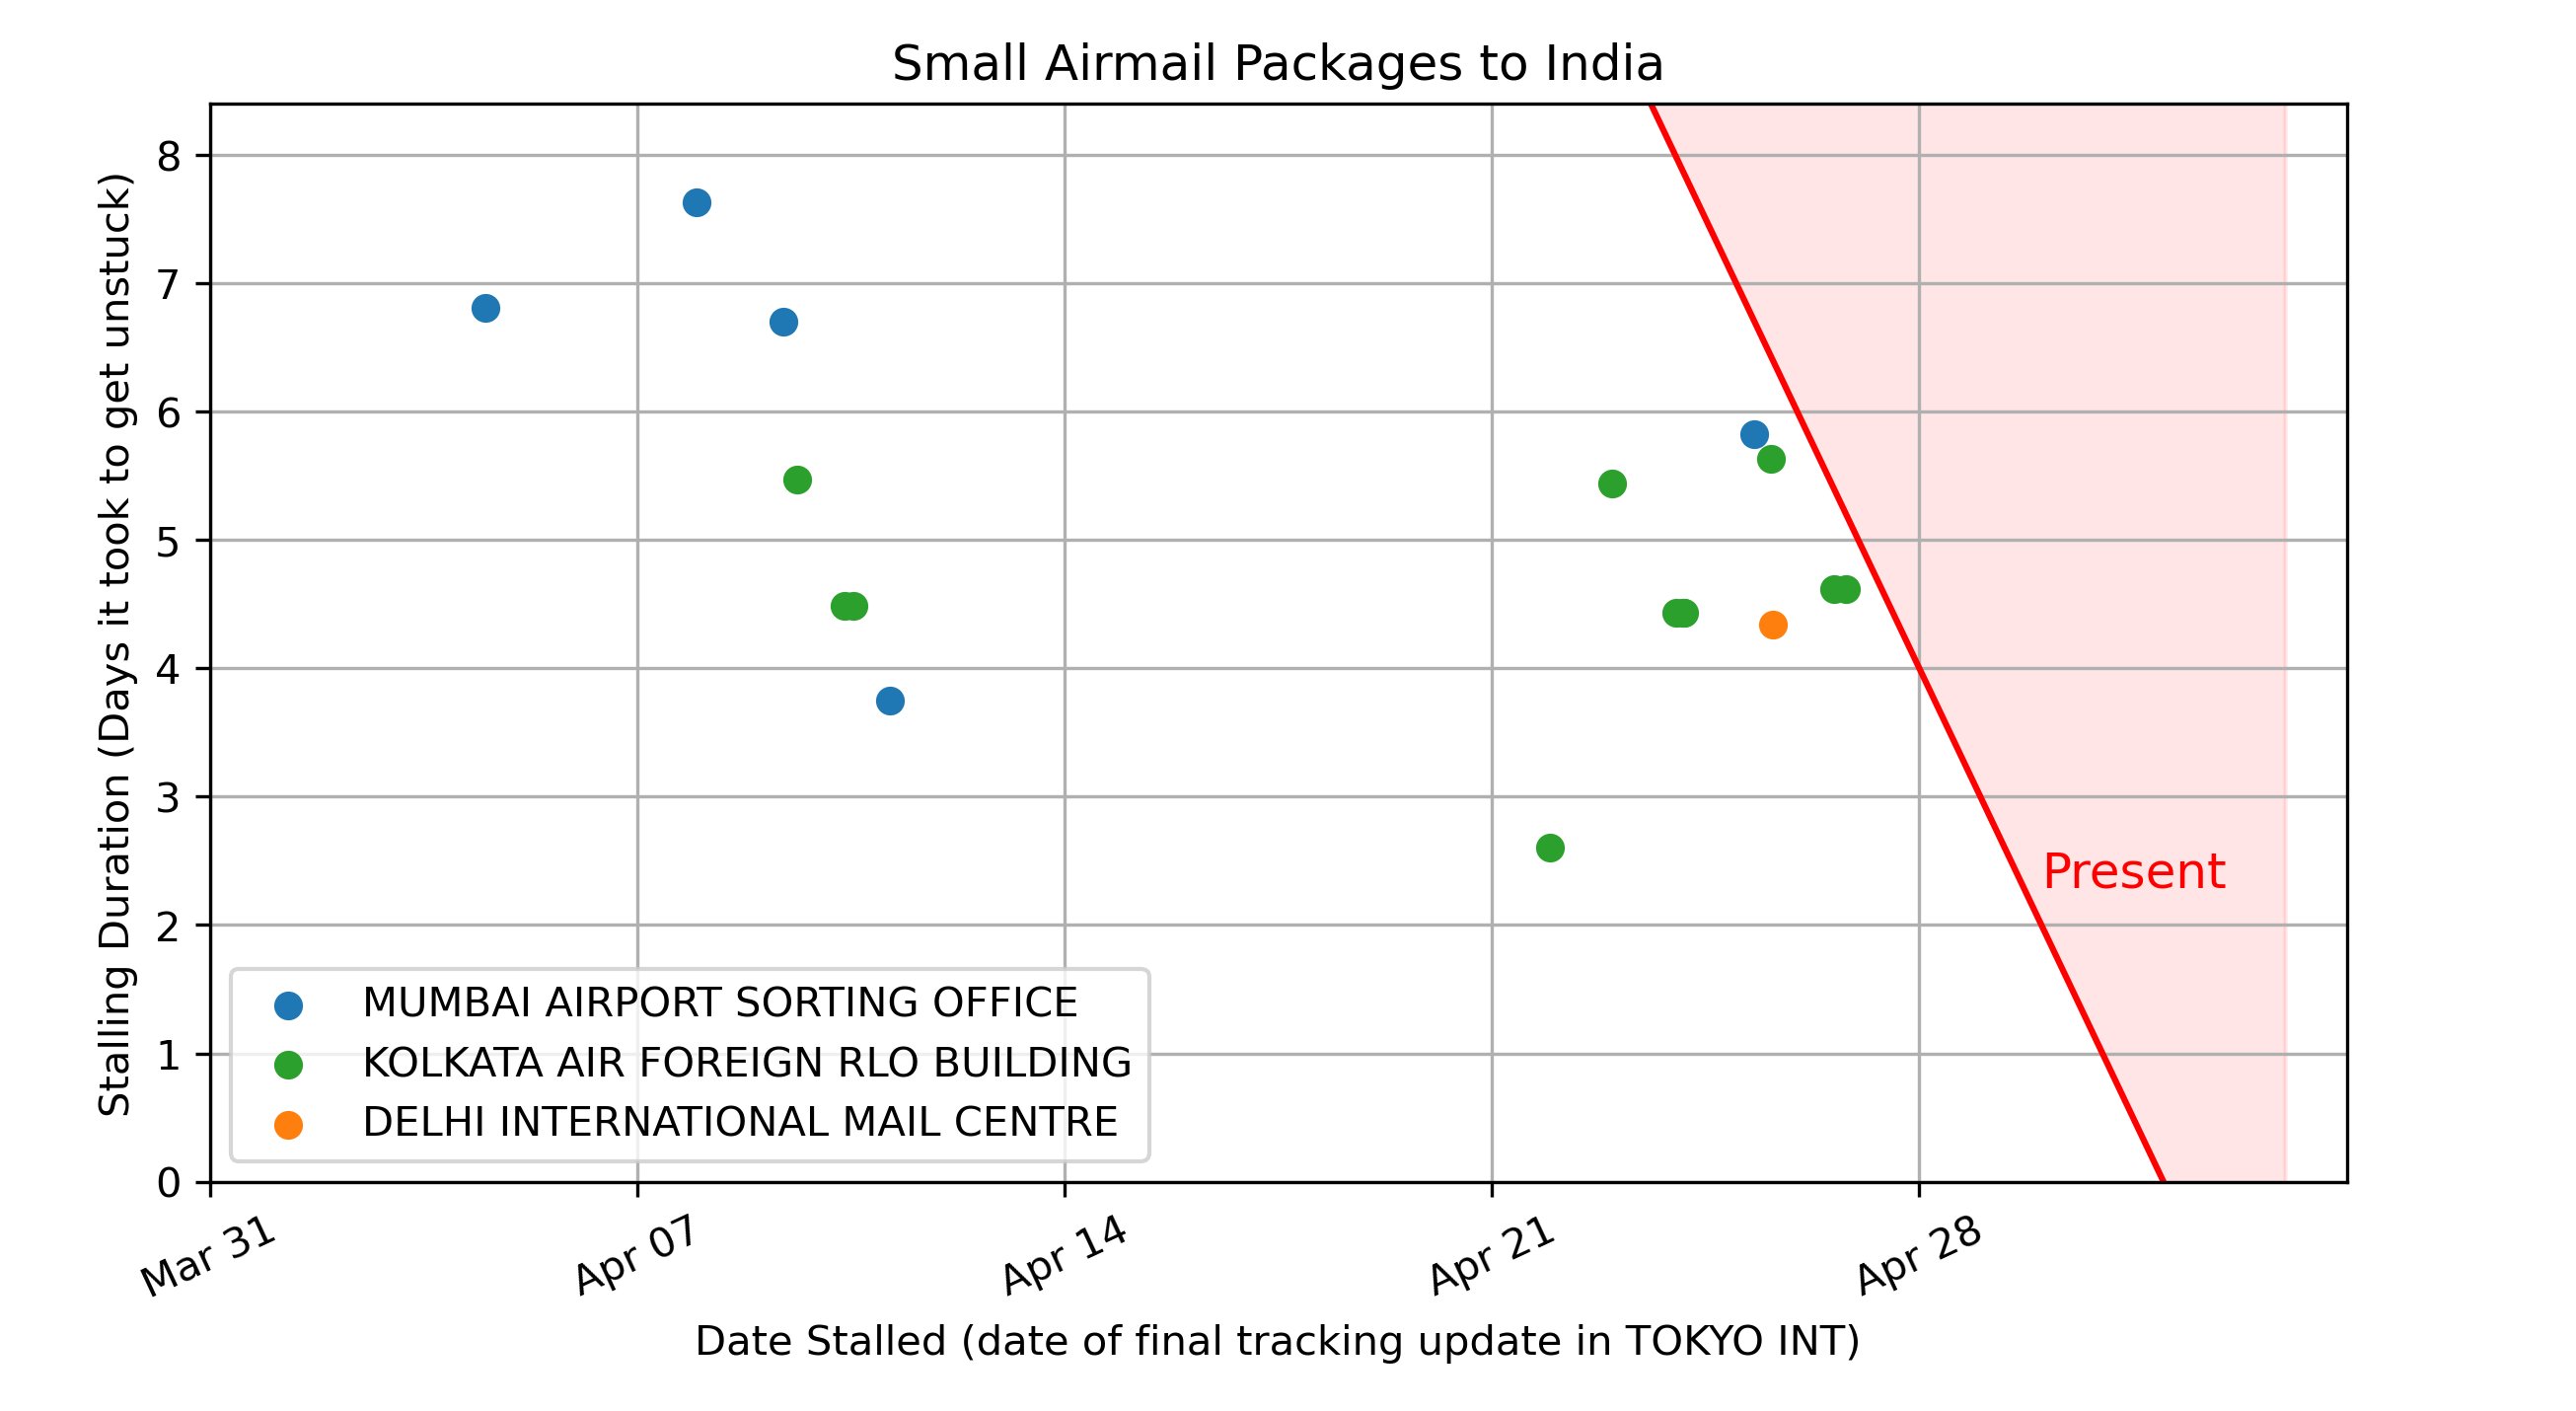 Small Airmail Packages to India
Stalling Duration (Days it took to get unstuck)
8
7
6
5
4
3
2
1
0
Present
MUMBAI AIRPORT SORTING OFFICE
KOLKATA AIR FOREIGN RLO BUILDING
DELHI INTERNATIONAL MAIL CENTRE
Mar 31
Apr 07
Apr 14
Apr 21
Apr 28
Date Stalled (date of final tracking update in TOKYO INT)